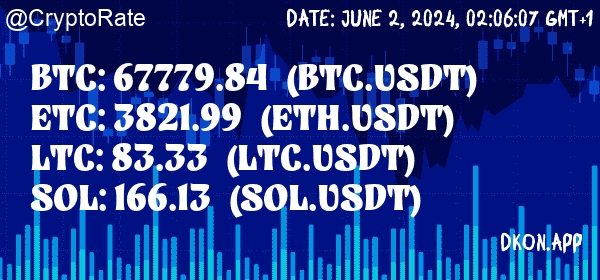 @CryptoRate
DATE: JUNE 2, 2024, 02:06:07 GMT+1
BTC: 67779.84 (BTC.USDT)
ETC: 3821.99 (ETH.USDT)
LTC: 83.33 (LTC.USDT)
SOL: 166.13 (SOL.USDT)
DKON.APP